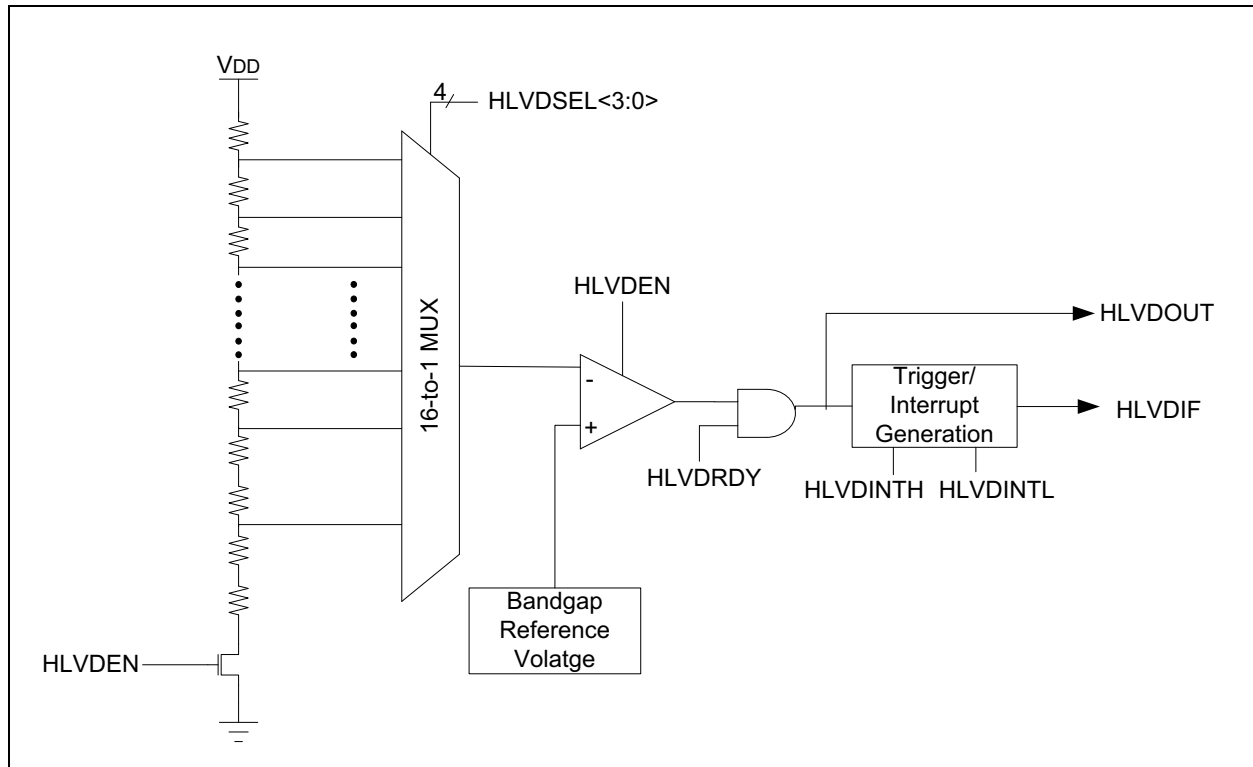 VDD
4
HLVDSEL<3:0>
16-to-1 MUX
HLVDEN
-
+
HLVDRDY
HLVDOUT
Trigger/
Interrupt
Generation
HLVDIF
HLVDINTH
HLVDINTL
Bandgap
Reference
Volatge
HLVDEN